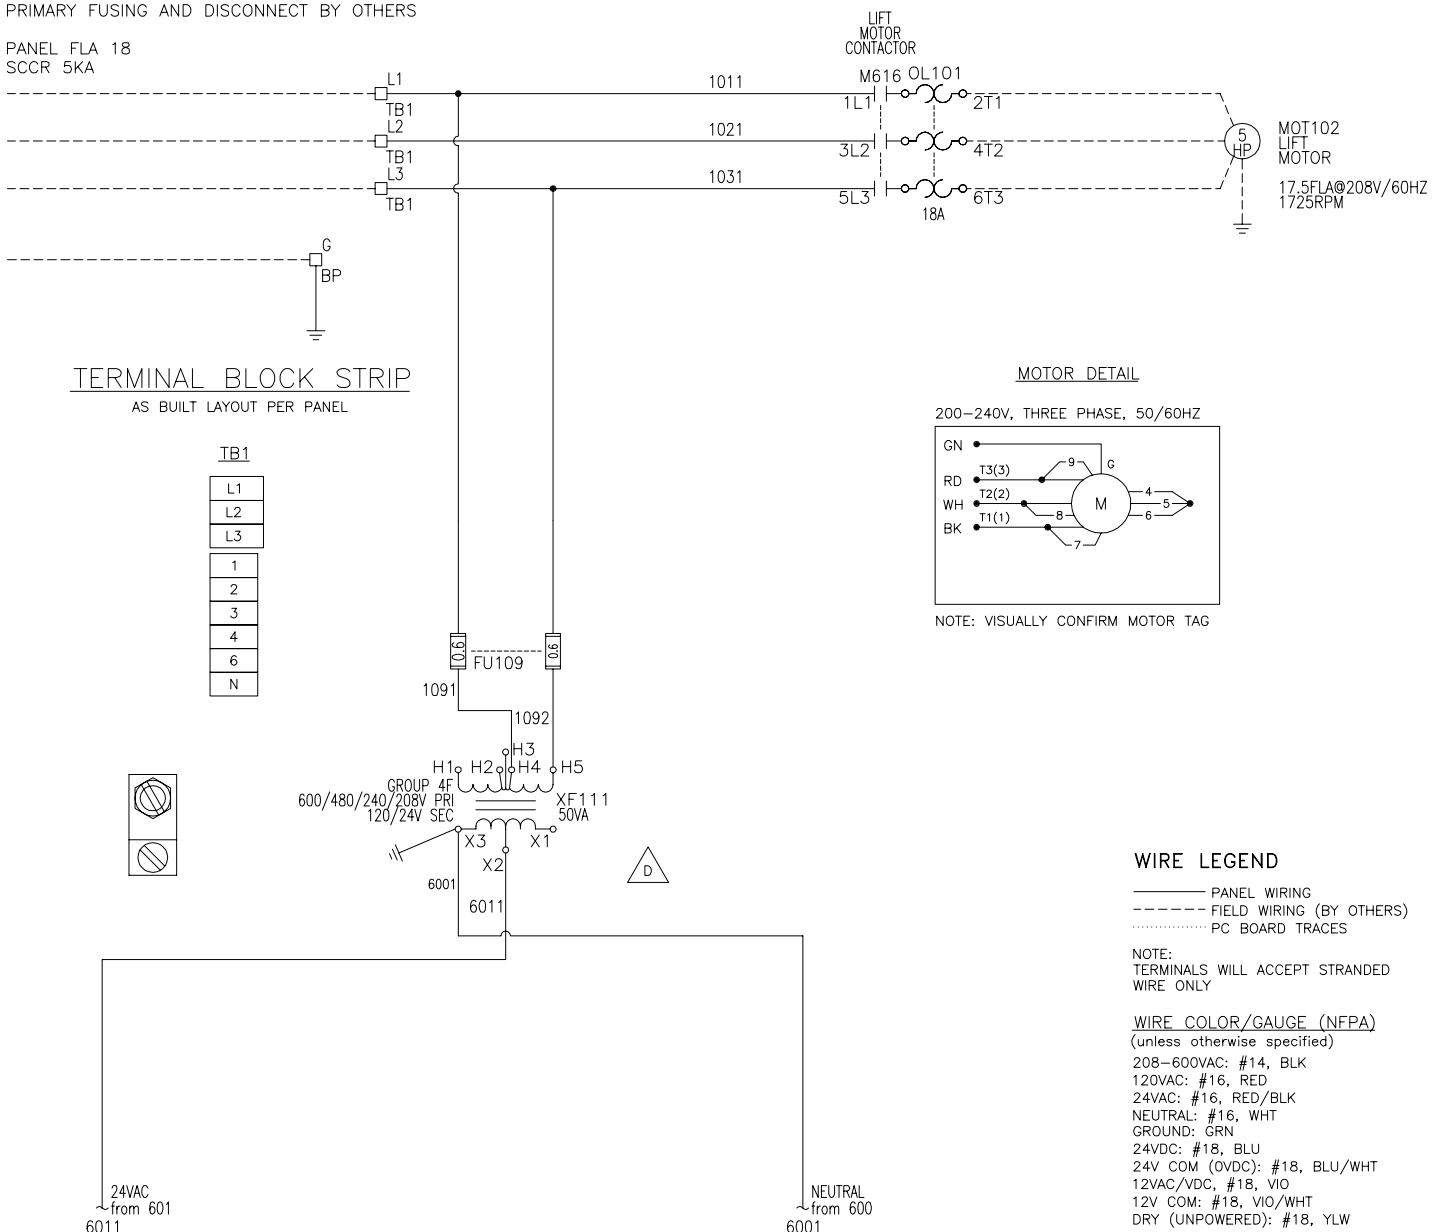 PRIMARY FUSING AND DISCONNECT BY OTHERS
PANEL FLA 18
SCCR 5KA
LIFT
MOTOR
CONTACTOR
M616 OL101
L1
TB1
1011
1L1
2T1
L2
TB1
1021
3L2
4T2
L3
TB1
1031
5L3
6T3
18A
5
HP
MOT102
LIFT
MOTOR
17.5FLA@208V/60HZ
1725RPM
G
BP
TERMINAL BLOCK STRIP
AS BUILT LAYOUT PER PANEL
TB1
L1
L2
L3
1
2
3
4
6
N
MOTOR DETAIL
200-240V, THREE PHASE, 50/60HZ
GN
G
RD T3(3) 9
WH T2(2) 8
BK T1(1) 7
M
4
5
6
NOTE: VISUALLY CONFIRM MOTOR TAG
0.6
FU109
0.6
1091
1092
H3
H1 H2 H4 H5
GROUP 4F
600/480/240/208V PRI
120/24V SEC
XF111
50VA
X3 X1
X2
6001
6011
D
WIRE LEGEND
PANEL WIRING
FIELD WIRING (BY OTHERS)
PC BOARD TRACES
NOTE:
TERMINALS WILL ACCEPT STRANDED
WIRE ONLY
WIRE COLOR/GAUGE (NFPA)
(unless otherwise specified)
208-600VAC: #14, BLK
120VAC: #16, RED
24VAC: #16, RED/BLK
NEUTRAL: #16, WHT
GROUND: GRN
24VDC: #18, BLU
24V COM (0VDC): #18, BLU/WHT
12VAC/VDC, #18, VIO
12V COM: #18, VIO/WHT
DRY (UNPOWERED): #18, YLW
24VAC
from 601
6011
NEUTRAL
from 600
6001